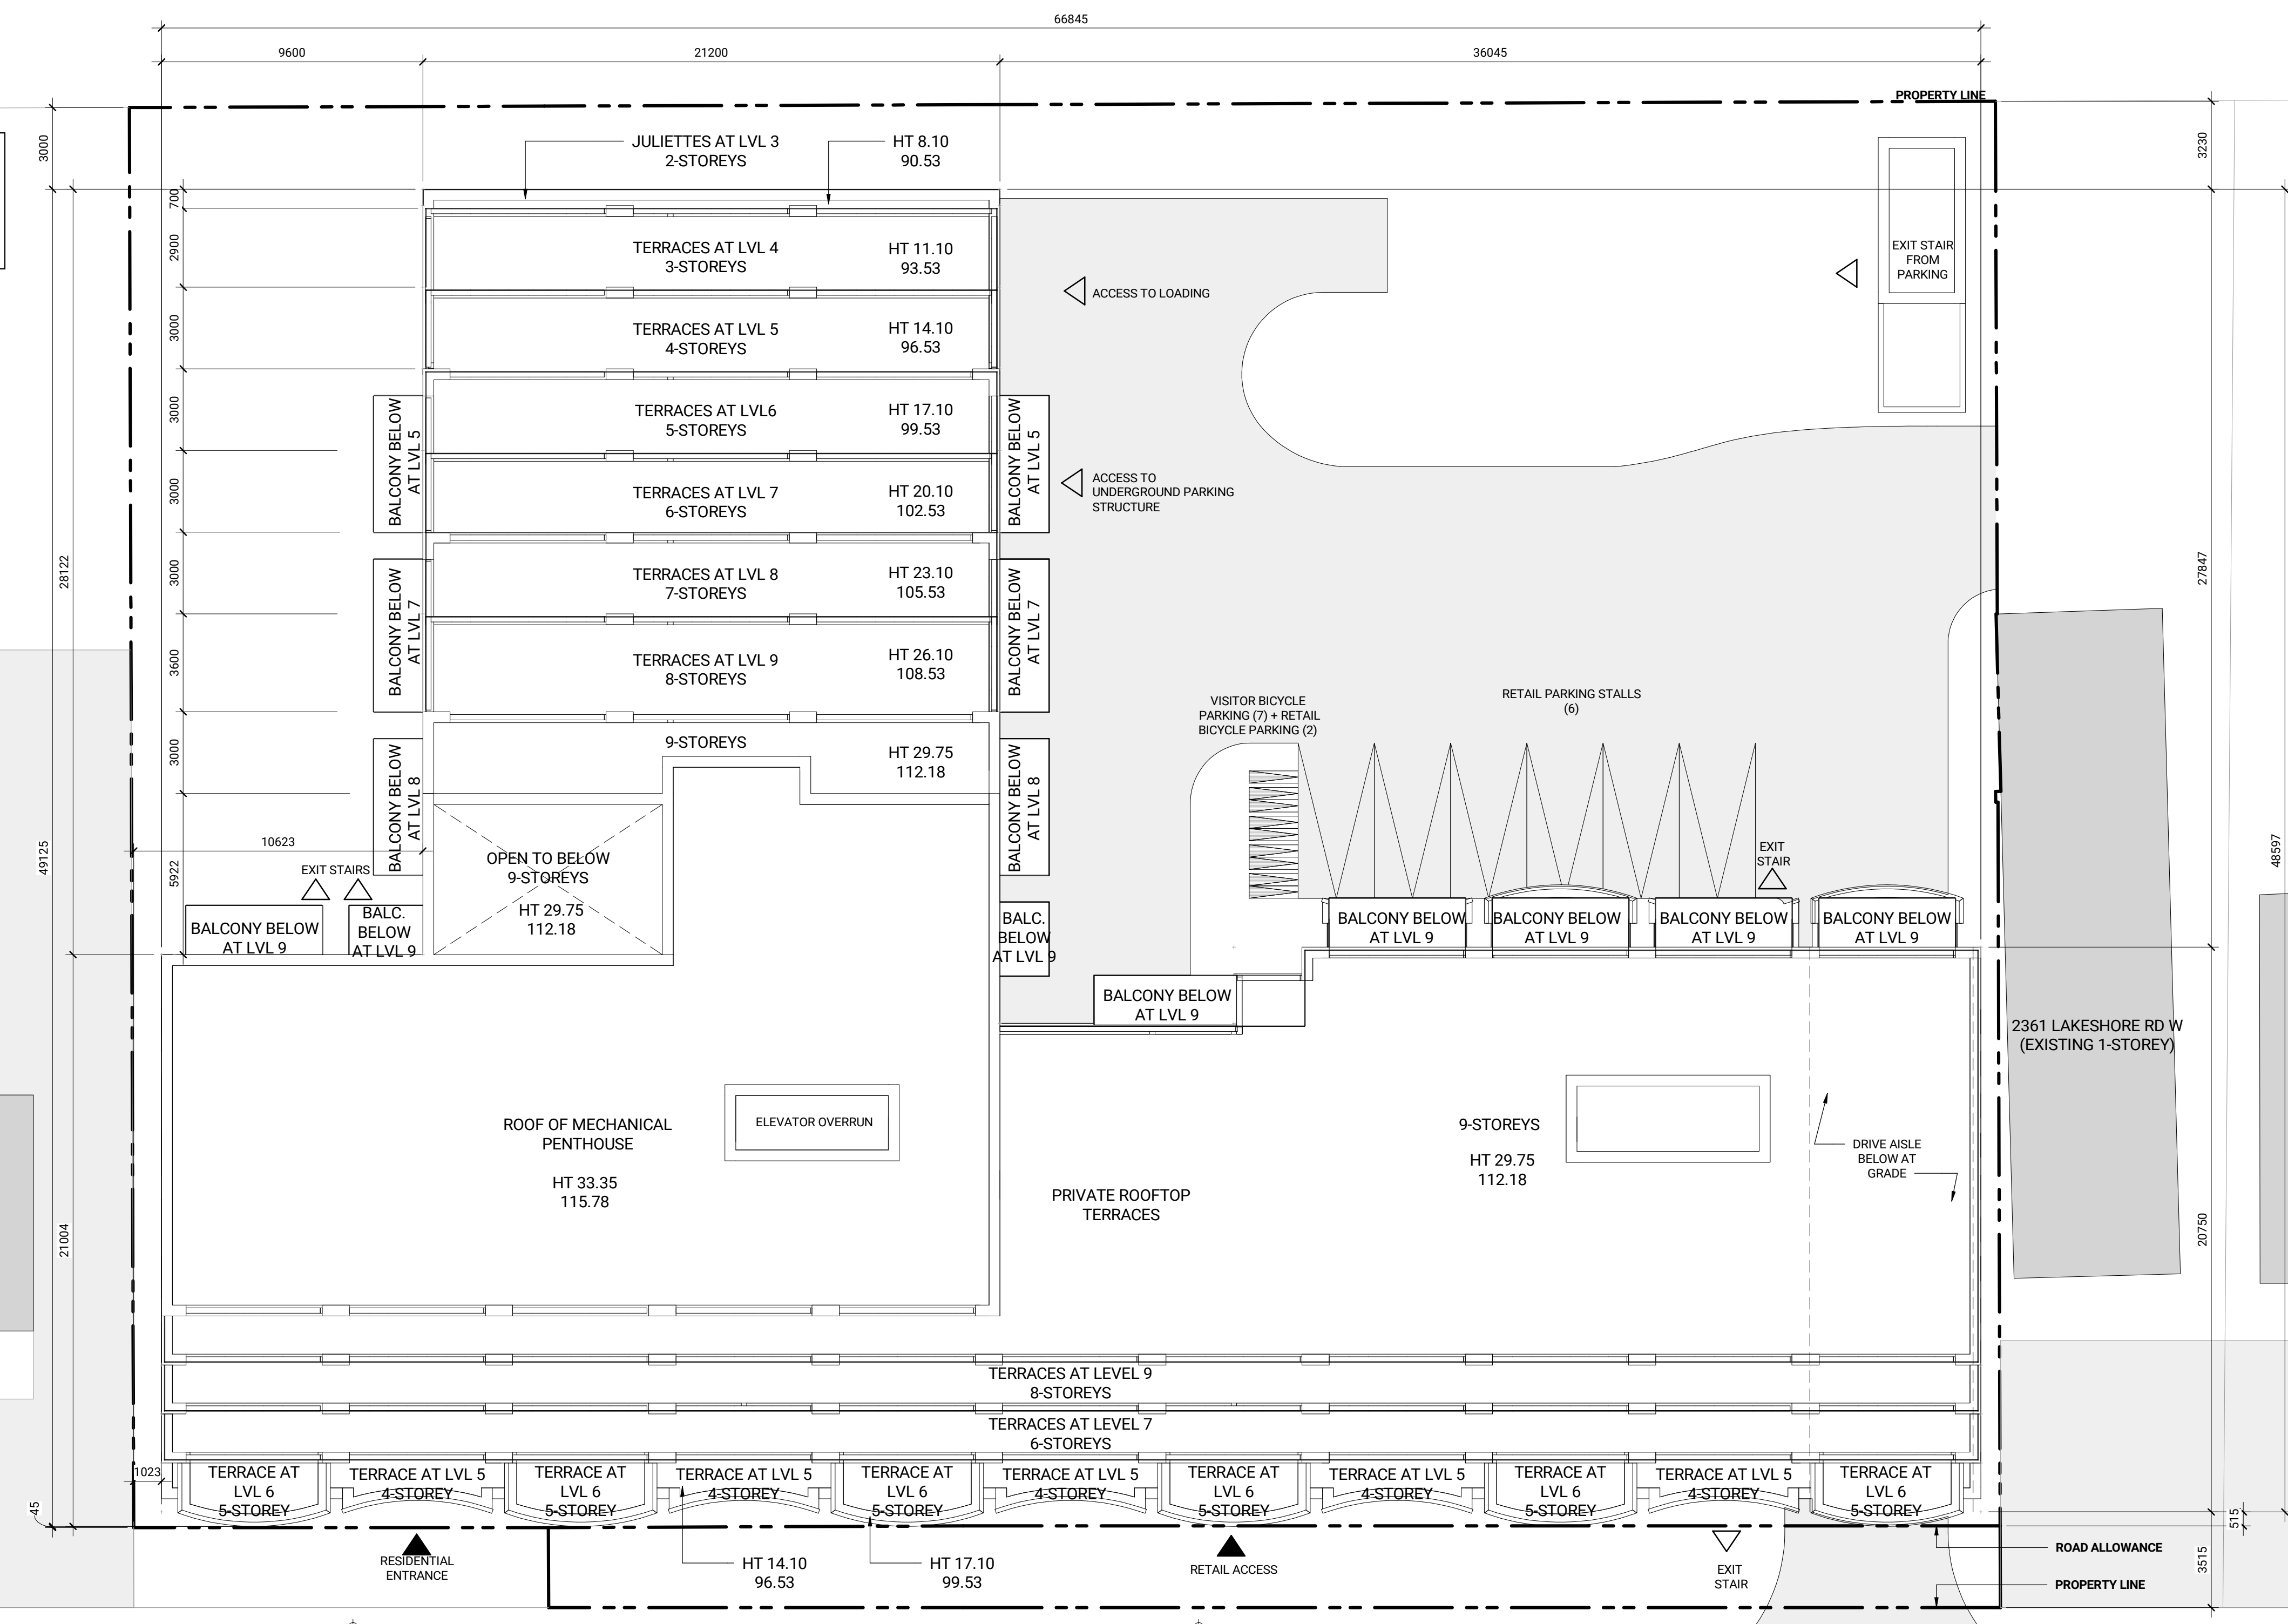 66845
9600
21200
36045
PROPERTY LINE
3000
3230
JULIETTES AT LVL 3
2-STOREYS
HT 8.10
90.53
700
2900
TERRACES AT LVL 4
3-STOREYS
HT 11.10
93.53
EXIT STAIR
FROM
PARKING
ACCESS TO LOADING
3000
TERRACES AT LVL 5
4-STOREYS
HT 14.10
96.53
3000
BALCONY BELOW
AT LVL 5
TERRACES AT LVL6
5-STOREYS
HT 17.10
99.53
BALCONY BELOW
AT LVL 5
3000
TERRACES AT LVL 7
6-STOREYS
HT 20.10
102.53
ACCESS TO
UNDERGROUND PARKING
STRUCTURE
28122
3000
BALCONY BELOW
AT LVL 7
TERRACES AT LVL 8
7-STOREYS
HT 23.10
105.53
BALCONY BELOW
AT LVL 7
27847
3600
TERRACES AT LVL 9
8-STOREYS
HT 26.10
108.53
VISITOR BICYCLE
PARKING (7) + RETAIL
BICYCLE PARKING (2)
RETAIL PARKING STALLS
(6)
3000
BALCONY BELOW
AT LVL 8
9-STOREYS
HT 29.75
112.18
BALCONY BELOW
AT LVL 8
49125
10623
5922
EXIT STAIRS
OPEN TO BELOW
9-STOREYS
HT 29.75
112.18
EXIT
STAIR
48597
BALCONY BELOW
AT LVL 9
BALC.
BELOW
AT LVL 9
BALC.
BELOW
AT LVL 9
BALCONY BELOW
AT LVL 9
BALCONY BELOW
AT LVL 9
BALCONY BELOW
AT LVL 9
BALCONY BELOW
AT LVL 9
BALCONY BELOW
AT LVL 9
2361 LAKESHORE RD W
(EXISTING 1-STOREY)
ROOF OF MECHANICAL
PENTHOUSE
HT 33.35
115.78
ELEVATOR OVERRUN
9-STOREYS
HT 29.75
112.18
DRIVE AISLE
BELOW AT
GRADE
PRIVATE ROOFTOP
TERRACES
21004
20750
TERRACES AT LEVEL 9
8-STOREYS
TERRACES AT LEVEL 7
6-STOREYS
1023
TERRACE AT
LVL 6
5-STOREY
TERRACE AT LVL 5
4-STOREY
TERRACE AT
LVL 6
5-STOREY
TERRACE AT LVL 5
4-STOREY
TERRACE AT
LVL 6
5-STOREY
TERRACE AT LVL 5
4-STOREY
TERRACE AT
LVL 6
5-STOREY
TERRACE AT LVL 5
4-STOREY
TERRACE AT
LVL 6
5-STOREY
TERRACE AT LVL 5
4-STOREY
TERRACE AT
LVL 6
5-STOREY
45
515
RESIDENTIAL
ENTRANCE
HT 14.10
96.53
HT 17.10
99.53
RETAIL ACCESS
EXIT
STAIR
ROAD ALLOWANCE
3515
PROPERTY LINE